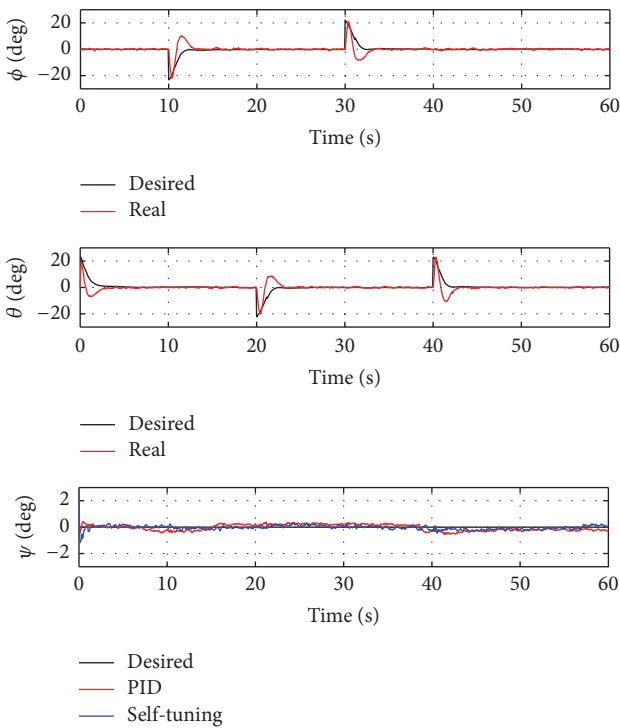 ϕ (deg)
20
0
−20
0 10 20 30 40 50 60
Time (s)
Desired
Real
θ (deg)
20
0
−20
0 10 20 30 40 50 60
Time (s)
Desired
Real
ψ (deg)
2
0
−2
0 10 20 30 40 50 60
Time (s)
Desired
PID
Self-tuning